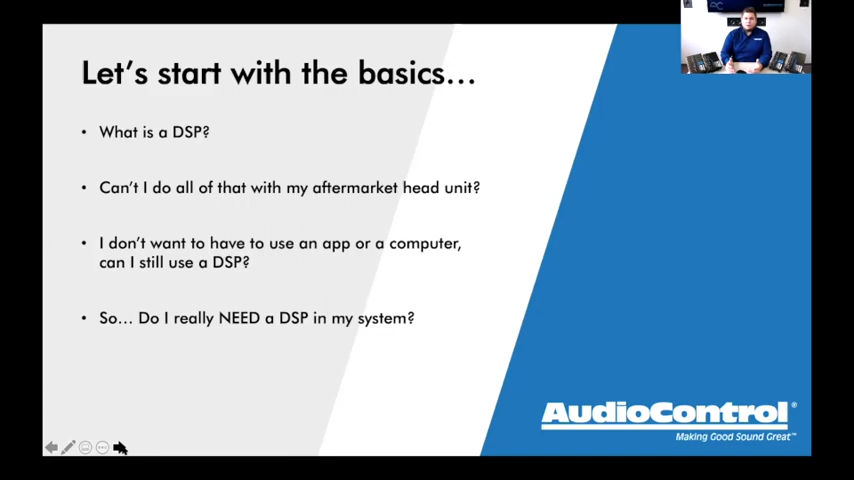 Let's start with the basics...
• What is a DSP?
• Can't I do all of that with my aftermarket head unit?
• I don't want to have to use an app or a computer,
can I still use a DSP?
• So... Do I really NEED a DSP in my system?
AudioControl®
Making Good Sound Great™